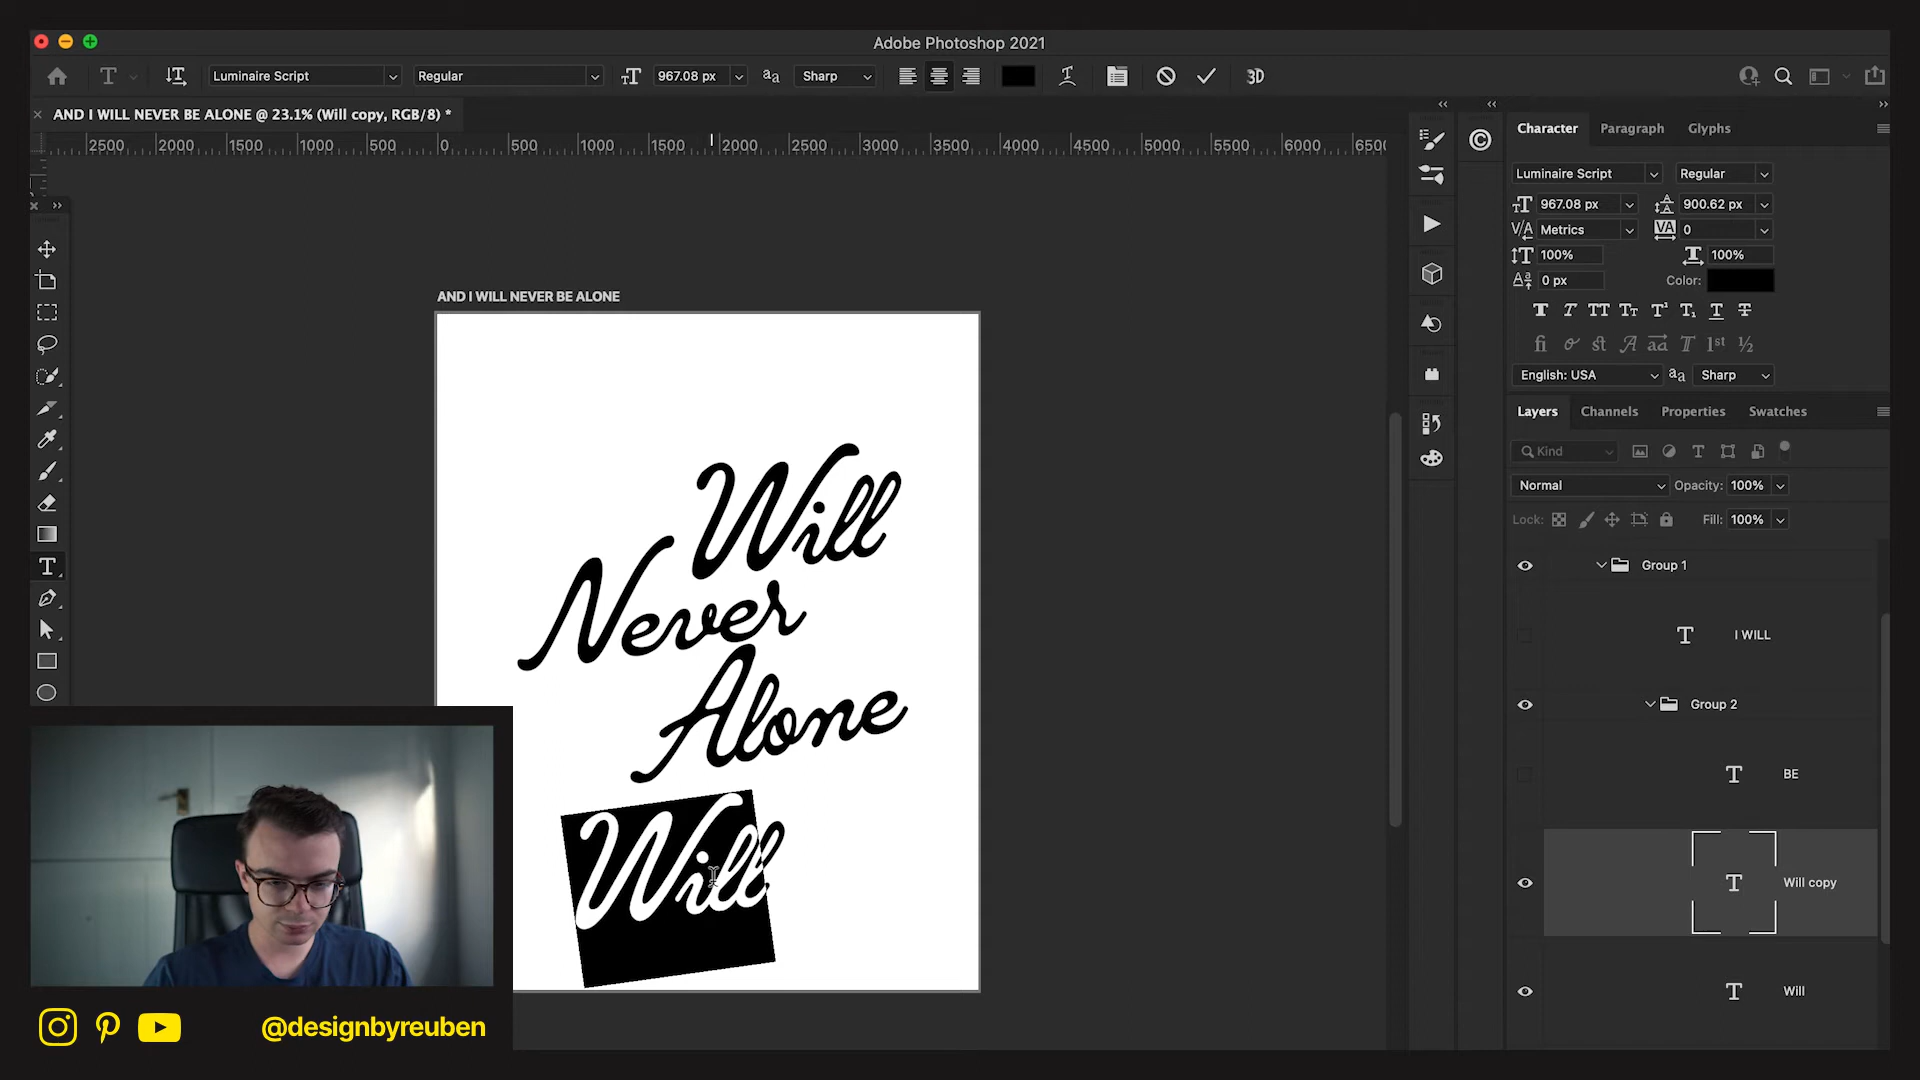 Adobe Photoshop 2021
T Luminaire Script Regular 967.08 px Sharp 3D
AND I WILL NEVER BE ALONE @ 23.1% (Will copy, RGB/8) *
2500 2000 1500 1000 500 0 500 1000 1500 2000 2500 3000 3500 4000 4500 5000 5500 6000 6500
Character Paragraph Glyphs
Luminaire Script Regular
967.08 px 900.62 px
Metrics 0
100% 100%
0 px Color:
English: USA Sharp
Layers Channels Properties Swatches
Kind
Normal Opacity: 100%
Lock: Fill: 100%
Group 1
I WILL
Group 2
BE
Will copy
Will
AND I WILL NEVER BE ALONE
Will
Never
Alone
Will
@designbyreuben